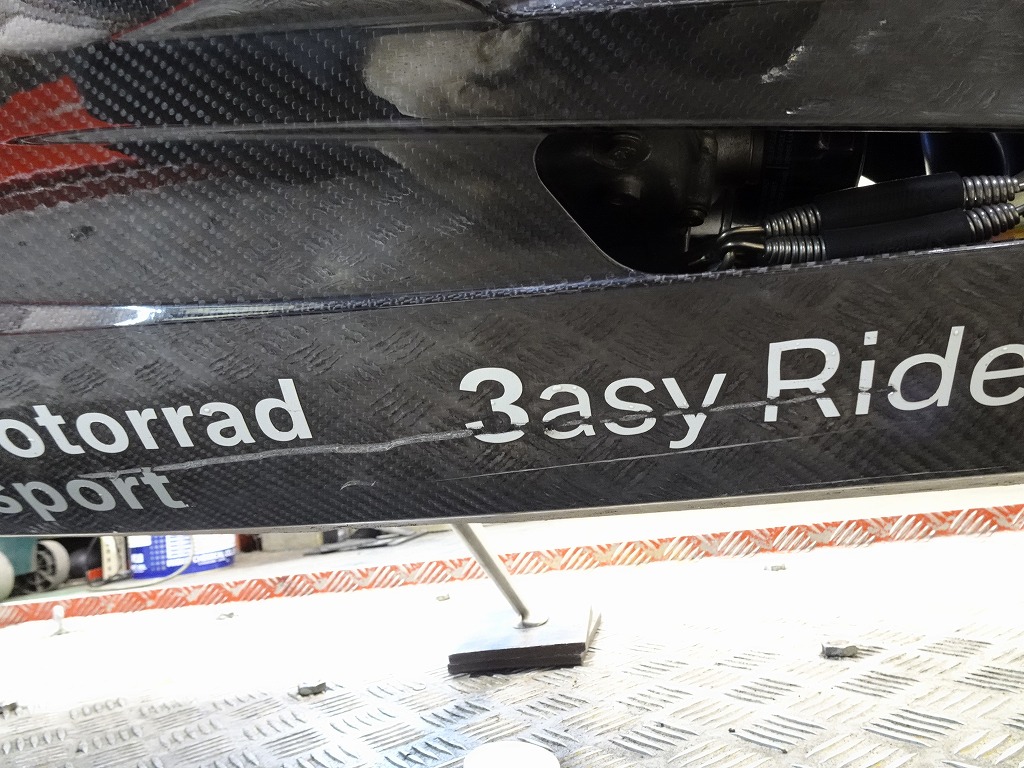 otorrad
3asy Ride
sport